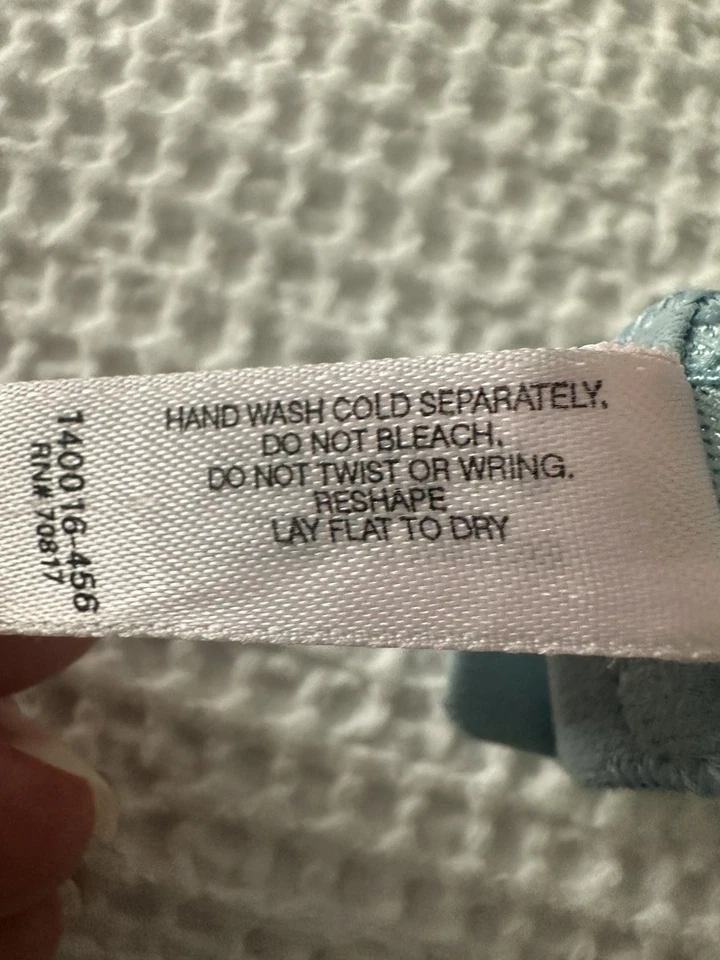 HAND WASH COLD SEPARATELY.
DO NOT BLEACH.
DO NOT TWIST OR WRING.
RESHAPE
LAY FLAT TO DRY
140016-456
RN# 70817